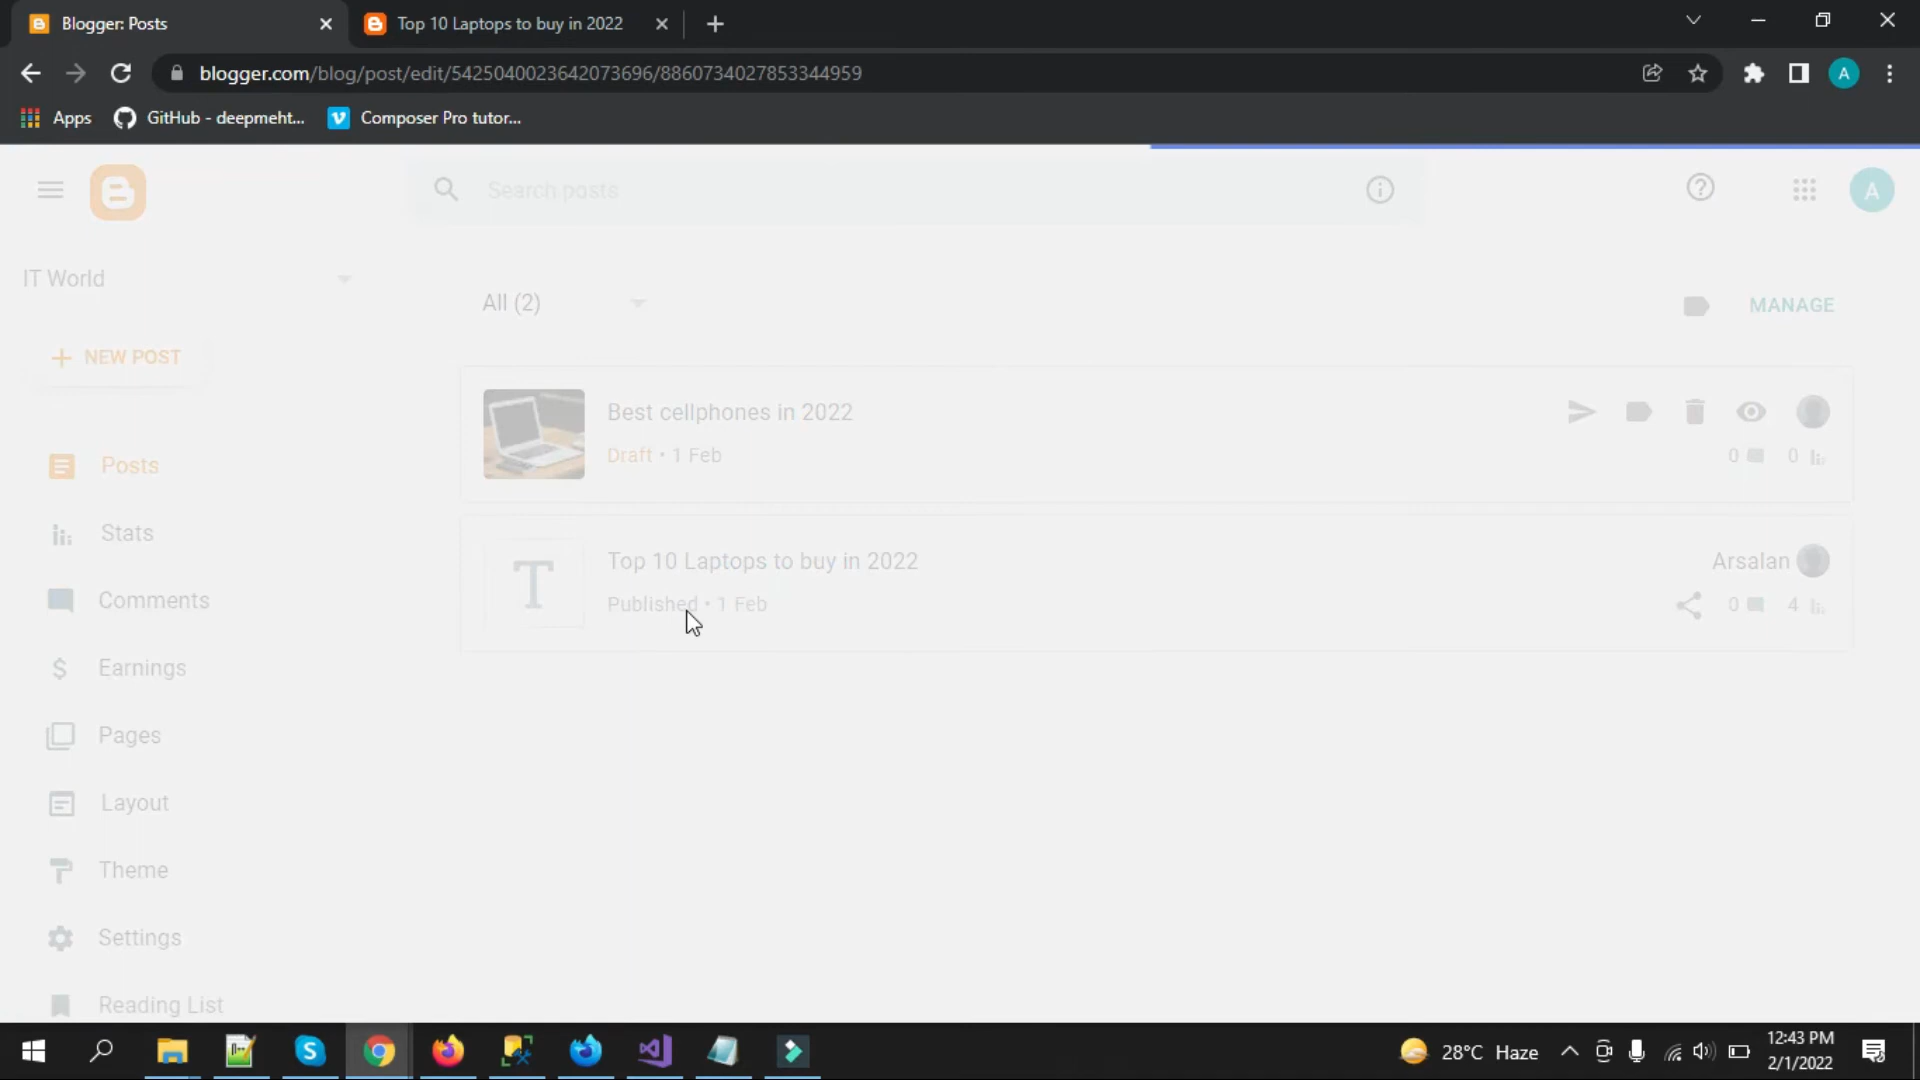 Blogger: Posts
Top 10 Laptops to buy in 2022
blogger.com/blog/post/edit/5425040023642073696/8860734027853344959
A
Apps
GitHub - deepmeht...
Composer Pro tutor...
Search posts
A
IT World
All (2)
MANAGE
NEW POST
Best cellphones in 2022
Draft • 1 Feb
0
0
Posts
Stats
Top 10 Laptops to buy in 2022
Arsalan
T
Published • 1 Feb
0
4
Comments
Earnings
Pages
Layout
Theme
Settings
Reading List
28°C Haze
12:43 PM
2/1/2022